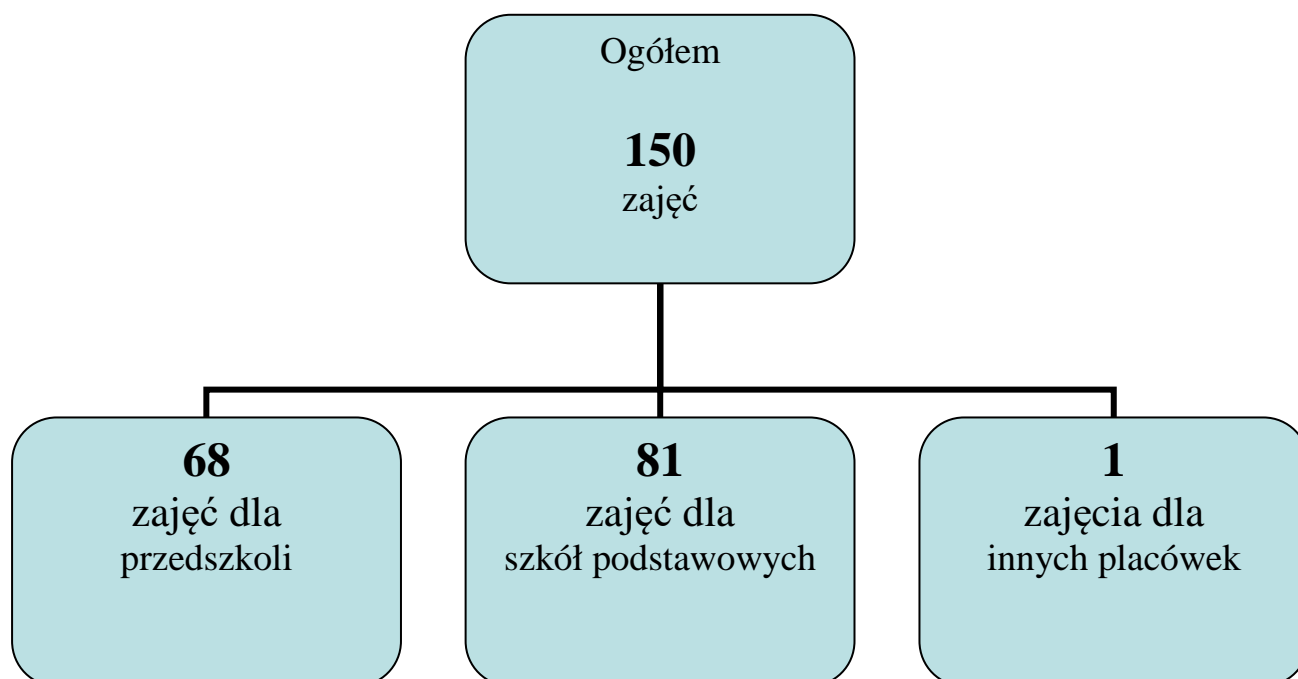 Ogółem
150
zajęć
68
zajęć dla
przedszkoli
81
zajęć dla
szkół podstawowych
1
zajęcia dla
innych placówek